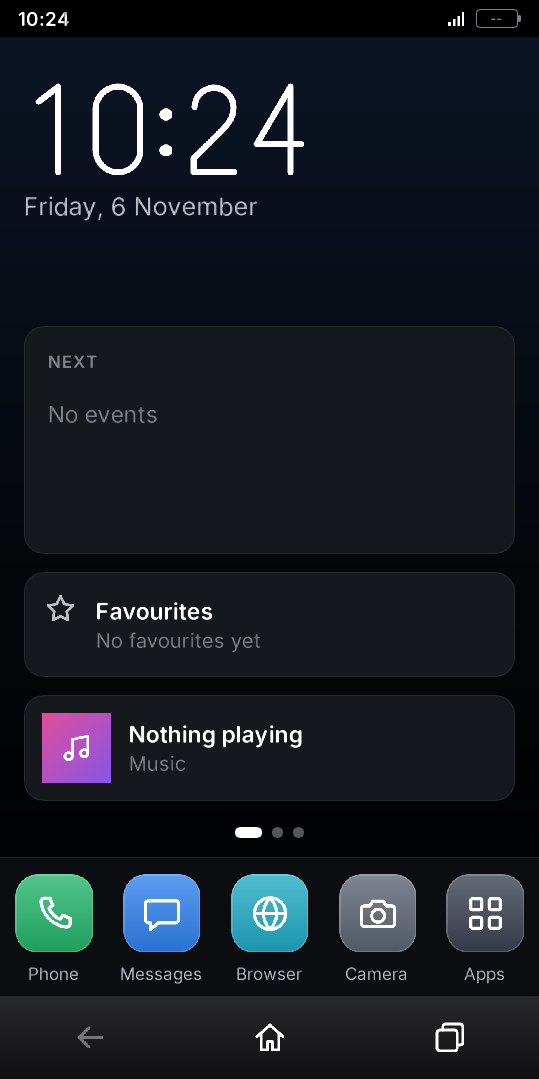 10:24
--
10:24
Friday, 6 November
NEXT
No events
Favourites
No favourites yet
Nothing playing
Music
Phone
Messages
Browser
Camera
Apps